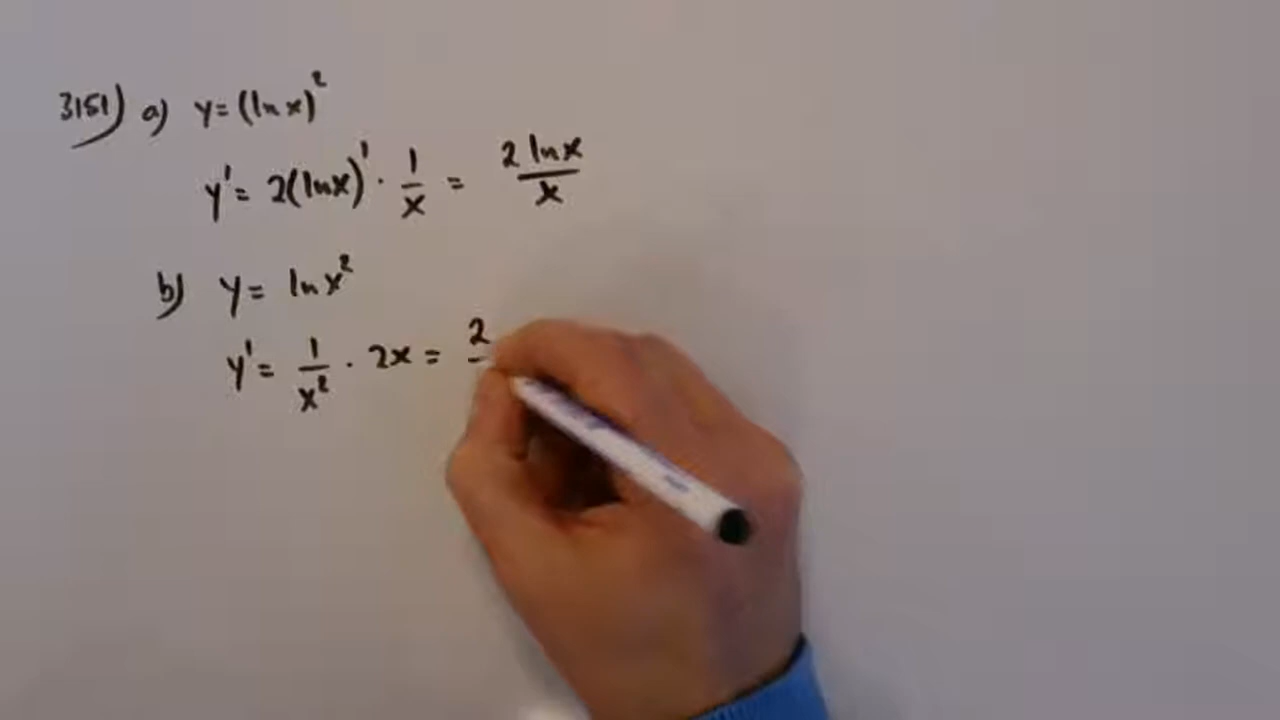 3151) a) y = (ln x)²
y' = 2(ln x)¹ · 1/x = 2 ln x / x
b) y = ln x²
y' = 1/x² · 2x = 2